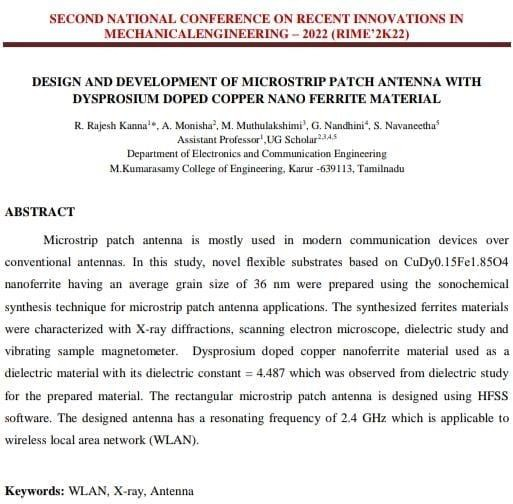 SECOND NATIONAL CONFERENCE ON RECENT INNOVATIONS IN
MECHANICALENGINEERING – 2022 (RIME’2K22)
DESIGN AND DEVELOPMENT OF MICROSTRIP PATCH ANTENNA WITH
DYSPROSIUM DOPED COPPER NANO FERRITE MATERIAL
R. Rajesh Kanna¹*, A. Monisha², M. Muthulakshimi³, G. Nandhini⁴, S. Navaneetha⁵
Assistant Professor¹,UG Scholar²,³,⁴,⁵
Department of Electronics and Communication Engineering
M.Kumarasamy College of Engineering, Karur -639113, Tamilnadu
ABSTRACT
Microstrip patch antenna is mostly used in modern communication devices over
conventional antennas. In this study, novel flexible substrates based on CuDy0.15Fe1.85O4
nanoferrite having an average grain size of 36 nm were prepared using the sonochemical
synthesis technique for microstrip patch antenna applications. The synthesized ferrites materials
were characterized with X-ray diffractions, scanning electron microscope, dielectric study and
vibrating sample magnetometer. Dysprosium doped copper nanoferrite material used as a
dielectric material with its dielectric constant = 4.487 which was observed from dielectric study
for the prepared material. The rectangular microstrip patch antenna is designed using HFSS
software. The designed antenna has a resonating frequency of 2.4 GHz which is applicable to
wireless local area network (WLAN).
Keywords: WLAN, X-ray, Antenna